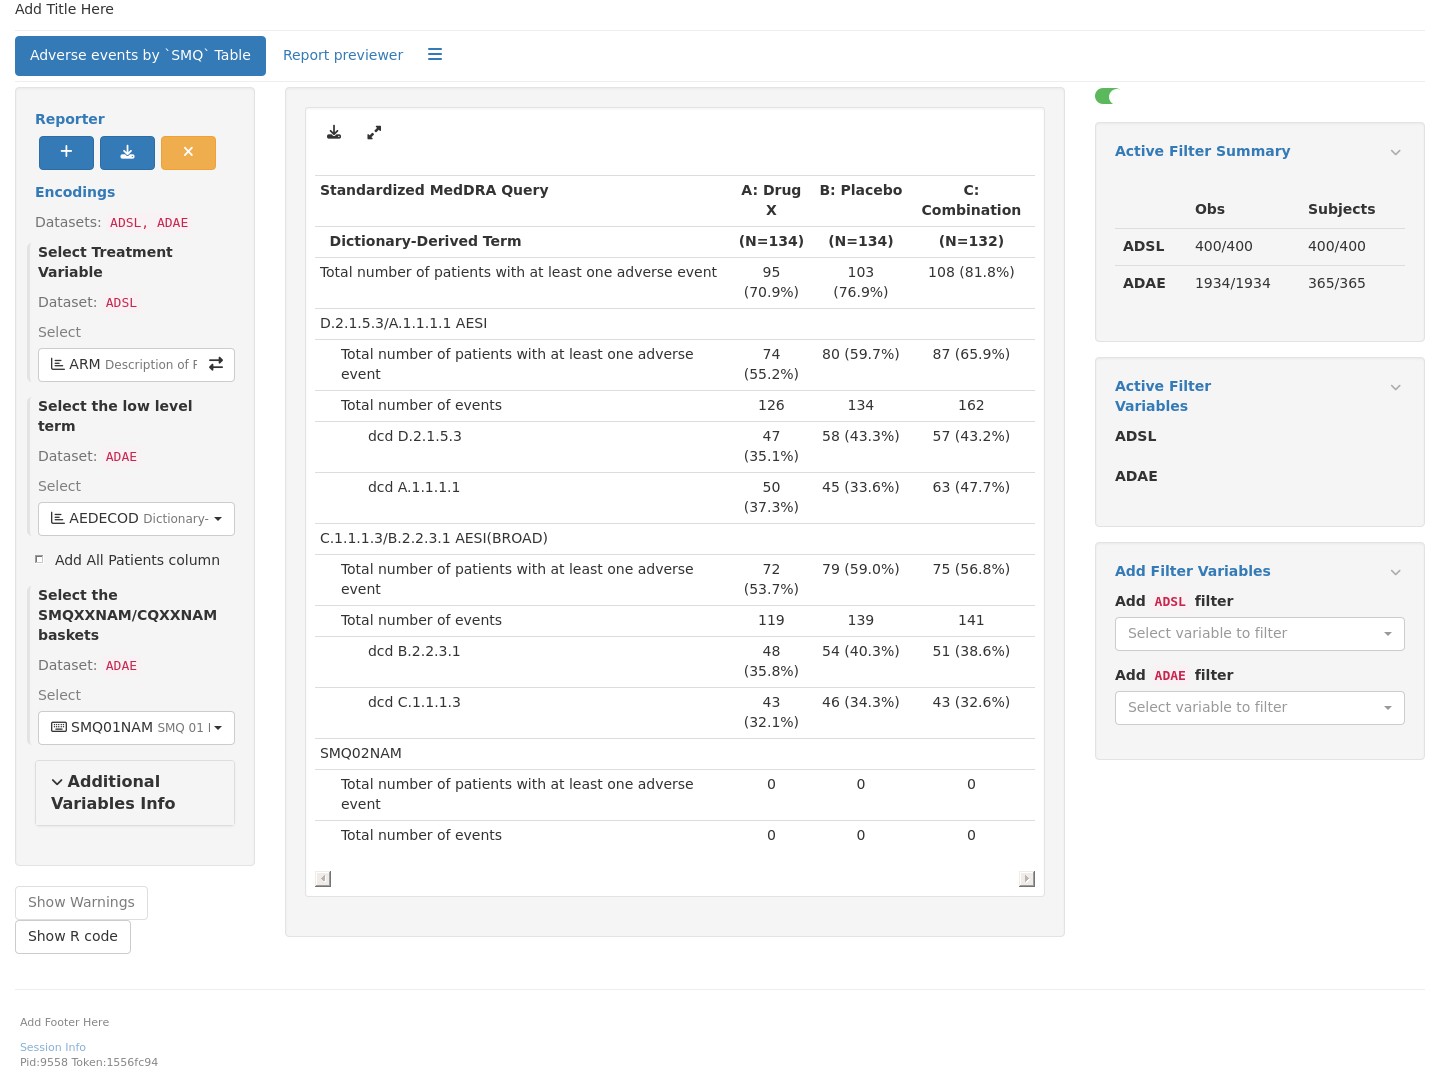 Add Title Here
Adverse events by `SMQ` Table
Report previewer
Reporter
Encodings
Datasets: ADSL, ADAE
Select Treatment
Variable
Dataset: ADSL
Select
ARM Description of
Select the low level
term
Dataset: ADAE
Select
AEDECOD Dictionary-
Add All Patients column
Select the
SMQXXNAM/CQXXNAM
baskets
Dataset: ADAE
Select
SMQ01NAM SMQ 01
Additional
Variables Info
Show Warnings
Show R code
Standardized MedDRA Query A: Drug B: Placebo C:
X Combination
Dictionary-Derived Term (N=134) (N=134) (N=132)
Total number of patients with at least one adverse event 95 103 108 (81.8%)
(70.9%) (76.9%)
D.2.1.5.3/A.1.1.1.1 AESI
Total number of patients with at least one adverse 74 80 (59.7%) 87 (65.9%)
event (55.2%)
Total number of events 126 134 162
dcd D.2.1.5.3 47 58 (43.3%) 57 (43.2%)
(35.1%)
dcd A.1.1.1.1 50 45 (33.6%) 63 (47.7%)
(37.3%)
C.1.1.1.3/B.2.2.3.1 AESI(BROAD)
Total number of patients with at least one adverse 72 79 (59.0%) 75 (56.8%)
event (53.7%)
Total number of events 119 139 141
dcd B.2.2.3.1 48 54 (40.3%) 51 (38.6%)
(35.8%)
dcd C.1.1.1.3 43 46 (34.3%) 43 (32.6%)
(32.1%)
SMQ02NAM
Total number of patients with at least one adverse 0 0 0
event
Total number of events 0 0 0
Active Filter Summary
Obs Subjects
ADSL 400/400 400/400
ADAE 1934/1934 365/365
Active Filter
Variables
ADSL
ADAE
Add Filter Variables
Add ADSL filter
Select variable to filter
Add ADAE filter
Select variable to filter
Add Footer Here
Session Info
Pid:9558 Token:1556fc94